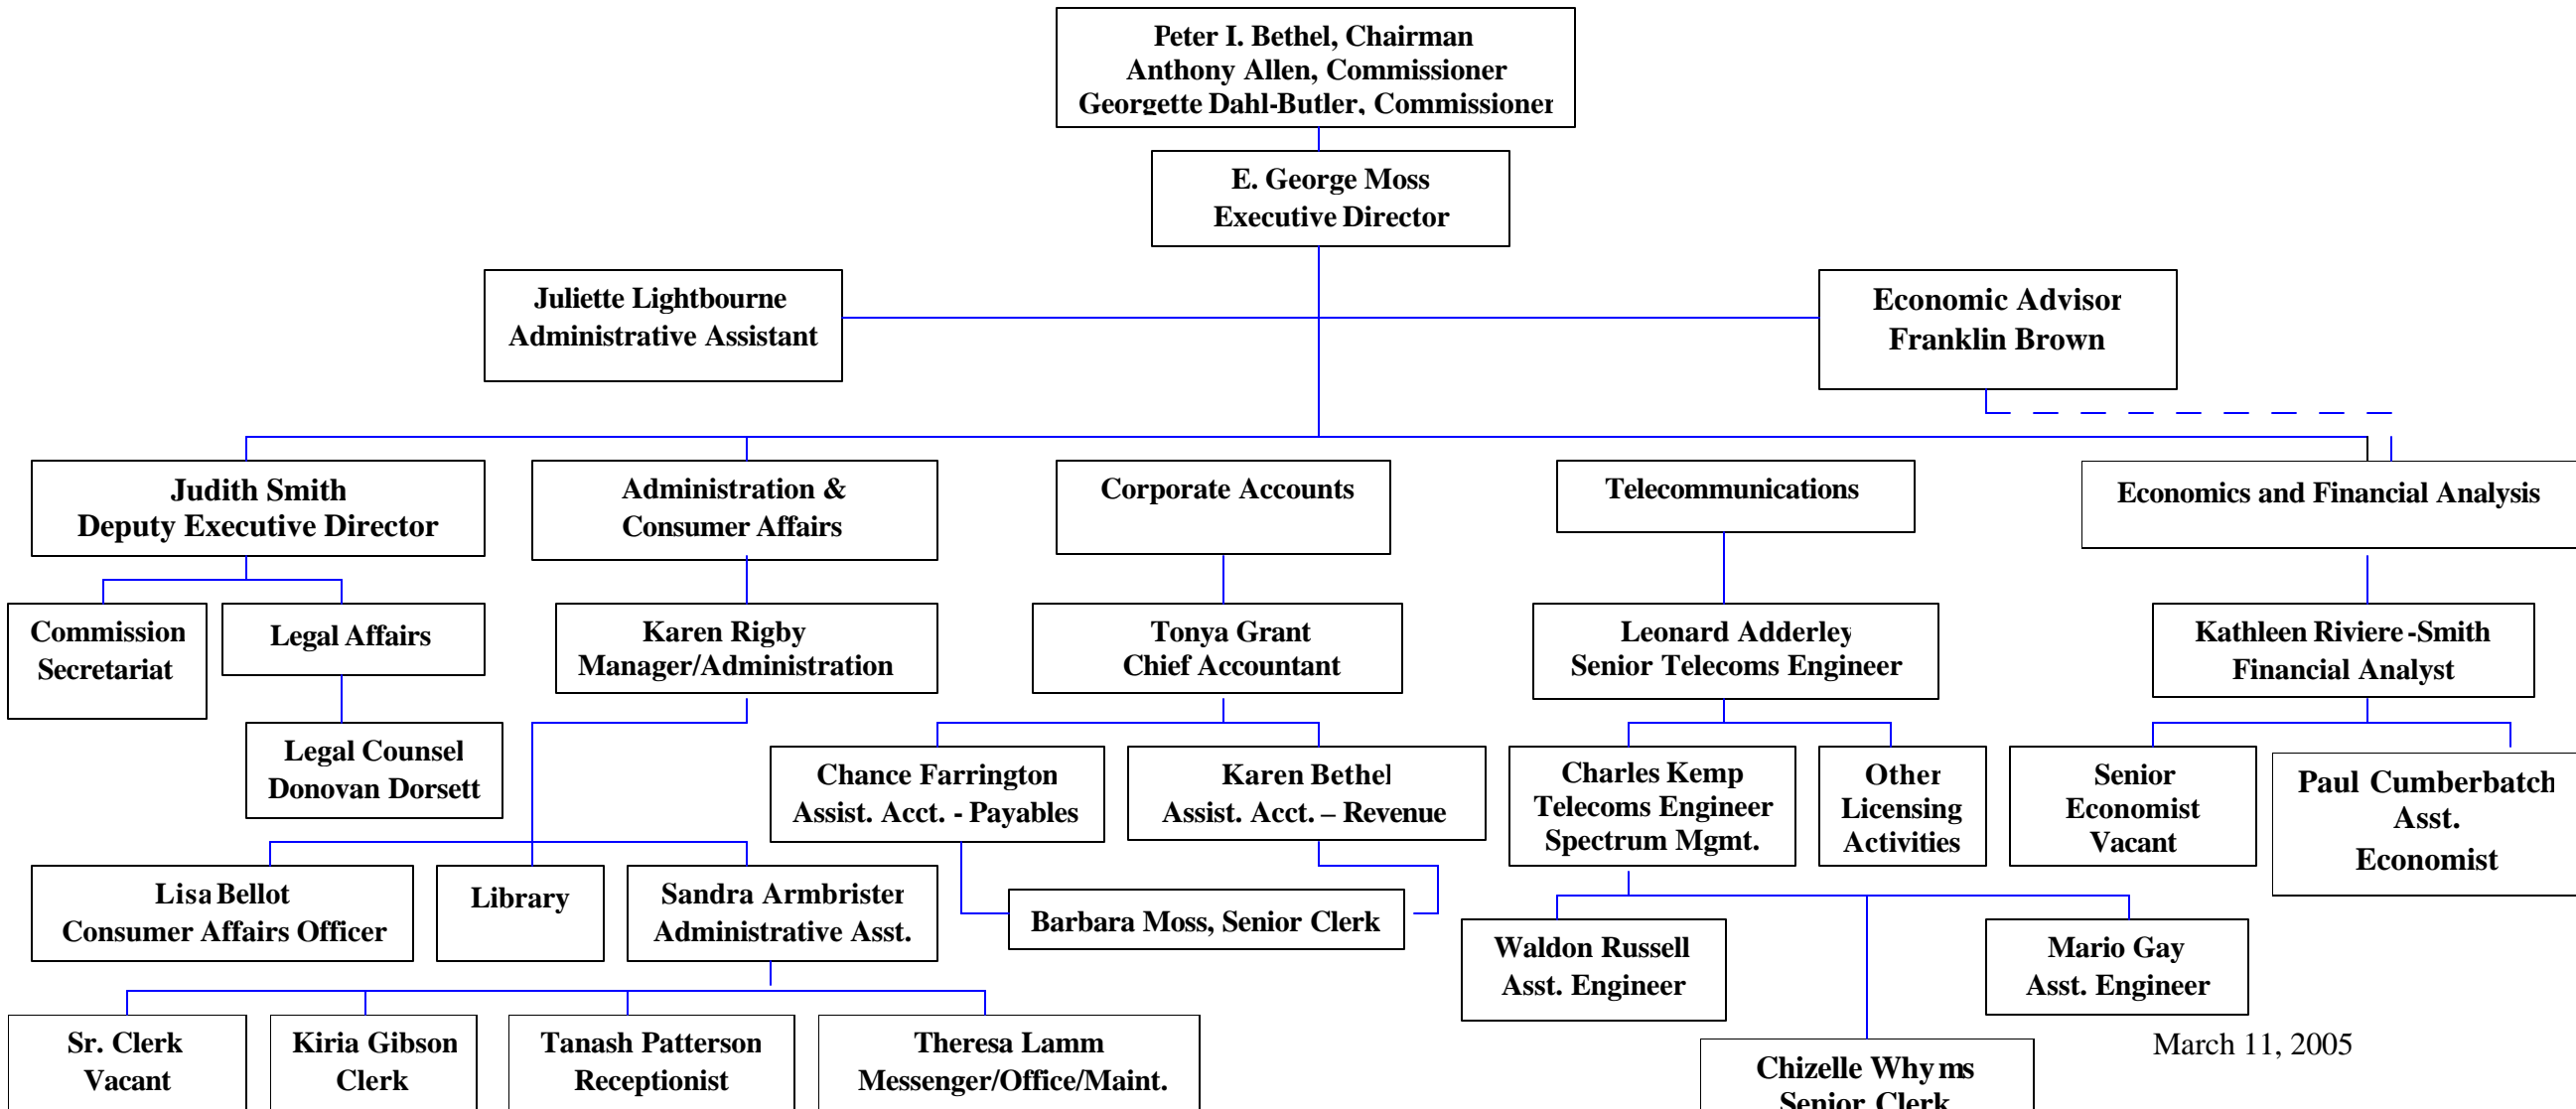 Peter I. Bethel, Chairman
Anthony Allen, Commissioner
Georgette Dahl-Butler, Commissioner
E. George Moss
Executive Director
Juliette Lightbourne
Administrative Assistant
Economic Advisor
Franklin Brown
Judith Smith
Deputy Executive Director
Administration &
Consumer Affairs
Corporate Accounts
Telecommunications
Economics and Financial Analysis
Commission
Secretariat
Legal Affairs
Karen Rigby
Manager/Administration
Tonya Grant
Chief Accountant
Leonard Adderley
Senior Telecoms Engineer
Kathleen Riviere-Smith
Financial Analyst
Legal Counsel
Donovan Dorsett
Chance Farrington
Assist. Acct. - Payables
Karen Bethel
Assist. Acct. – Revenue
Charles Kemp
Telecoms Engineer
Spectrum Mgmt.
Other
Licensing
Activities
Senior
Economist
Vacant
Paul Cumberbatch
Asst.
Economist
Lisa Bellot
Consumer Affairs Officer
Library
Sandra Armbrister
Administrative Asst.
Barbara Moss, Senior Clerk
Waldon Russell
Asst. Engineer
Mario Gay
Asst. Engineer
Sr. Clerk
Vacant
Kiria Gibson
Clerk
Tanash Patterson
Receptionist
Theresa Lamm
Messenger/Office/Maint.
Chizelle Whyms
Senior Clerk
March 11, 2005